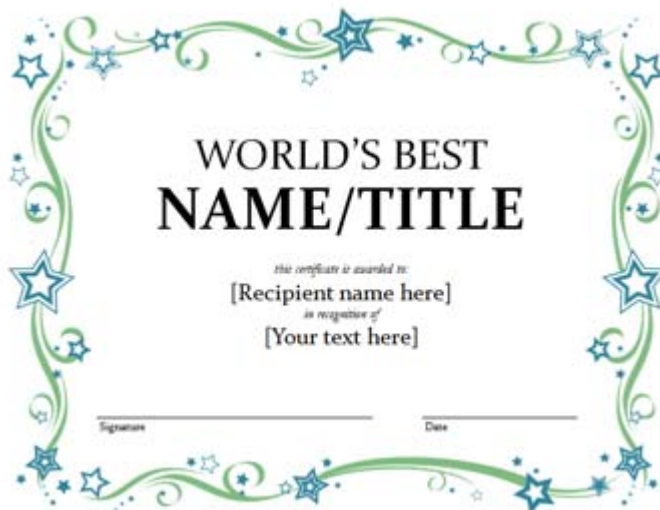 WORLD'S BEST
NAME/TITLE
this certificate is awarded to:
[Recipient name here]
in recognition of
[Your text here]
Signature
Date